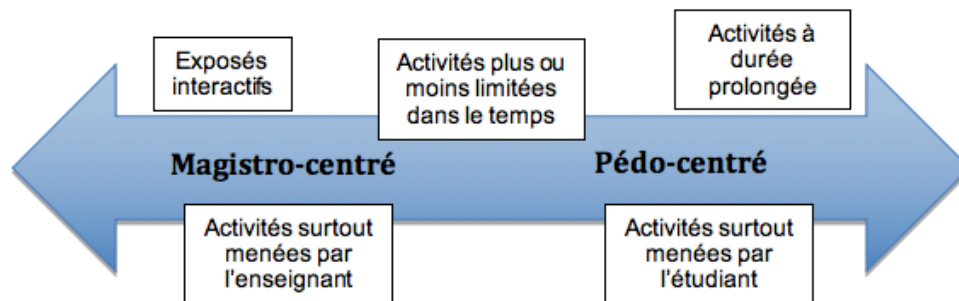 Exposés
interactifs
Activités plus ou
moins limitées
dans le temps
Activités à
durée
prolongée
Magistro-centré
Pédo-centré
Activités surtout
menées par
l'enseignant
Activités surtout
menées par
l'étudiant